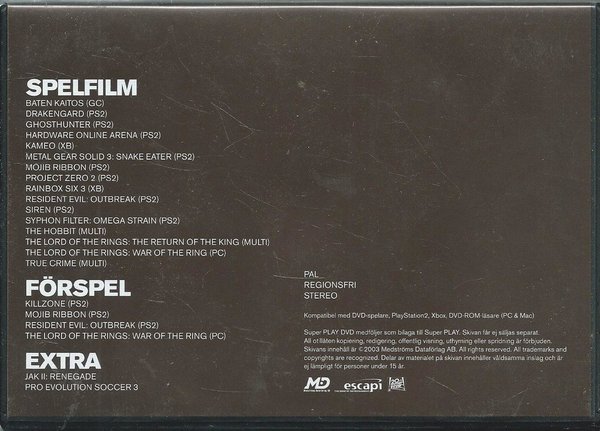 SPELFILM
BATEN KAITOS (GC)
DRAKENGARD (PS2)
GHOSTHUNTER (PS2)
HARDWARE ONLINE ARENA (PS2)
KAMEO (XB)
METAL GEAR SOLID 3: SNAKE EATER (PS2)
MOJIB RIBBON (PS2)
PROJECT ZERO 2 (PS2)
RAINBOX SIX 3 (XB)
RESIDENT EVIL: OUTBREAK (PS2)
SIREN (PS2)
SYPHON FILTER: OMEGA STRAIN (PS2)
THE HOBBIT (MULTI)
THE LORD OF THE RINGS: THE RETURN OF THE KING (MULTI)
THE LORD OF THE RINGS: WAR OF THE RING (PC)
TRUE CRIME (MULTI)
FÖRSPEL
KILLZONE (PS2)
MOJIB RIBBON (PS2)
RESIDENT EVIL: OUTBREAK (PS2)
THE LORD OF THE RINGS: WAR OF THE RING (PC)
EXTRA
JAK II: RENEGADE
PRO EVOLUTION SOCCER 3
PAL
REGIONSFRI
STEREO
Kompatibel med DVD-spelare, PlayStation2, Xbox, DVD-ROM-läsare (PC & Mac)
Super PLAY DVD medföljer som bilaga till Super PLAY. Skivan får ej säljas separat.
All otillåten kopiering, redigering, offentlig visning, uthyrning eller spridning är förbjuden.
Skivans innehåll är ©2003 Medströms Dataförlag AB. All rights reserved. All trademarks and
copyrights are recognized. Delar av materialet på skivan innehåller våldsamma inslag och är
ej lämpligt för personer under 15 år.
MD
escapi